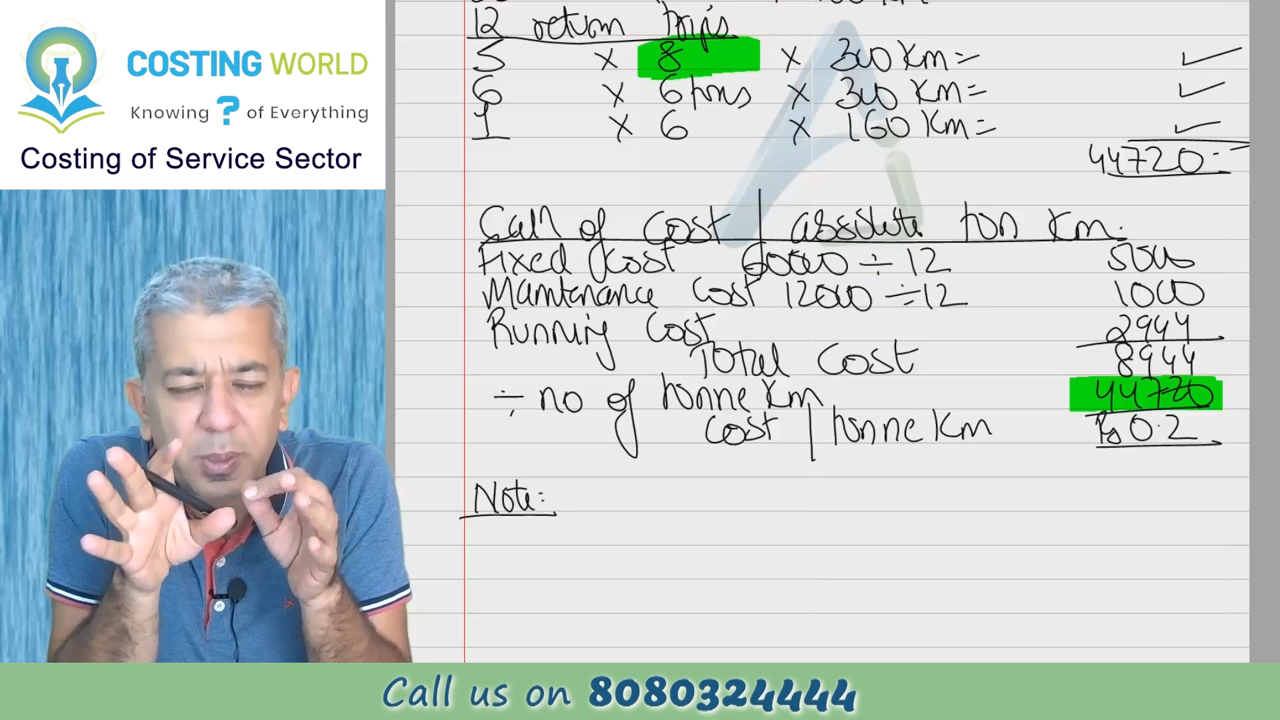 COSTING WORLD
Knowing ? of Everything
Costing of Service Sector
12 return trips
5 × 8 × 300 Km=
6 × 6 tons × 300 Km=
1 × 6 × 160 Km=
44720
Call of cost / absolute ton Km.
Fixed Cost 60000 ÷ 12 5000
Maintenance Cost 12000 ÷ 12 1000
Running Cost 2944
Total Cost 8944
÷ no of tonne Km 44720
Cost / tonne Km Rs 0.2
Note:
Call us on 8080324444